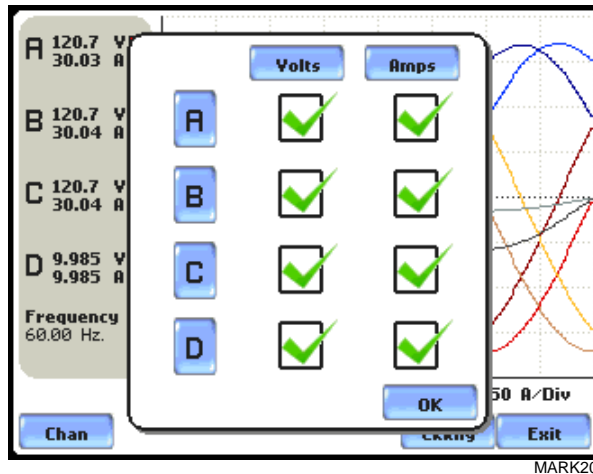 A 120.7
30.03 A
B 120.7 V
30.04 A
C 120.7 V
30.04 A
D 9.985 V
9.985 A
Frequency
60.00 Hz.
Volts Amps
A
B
C
D
OK
50 A/Div
Chan Exit
MARK20